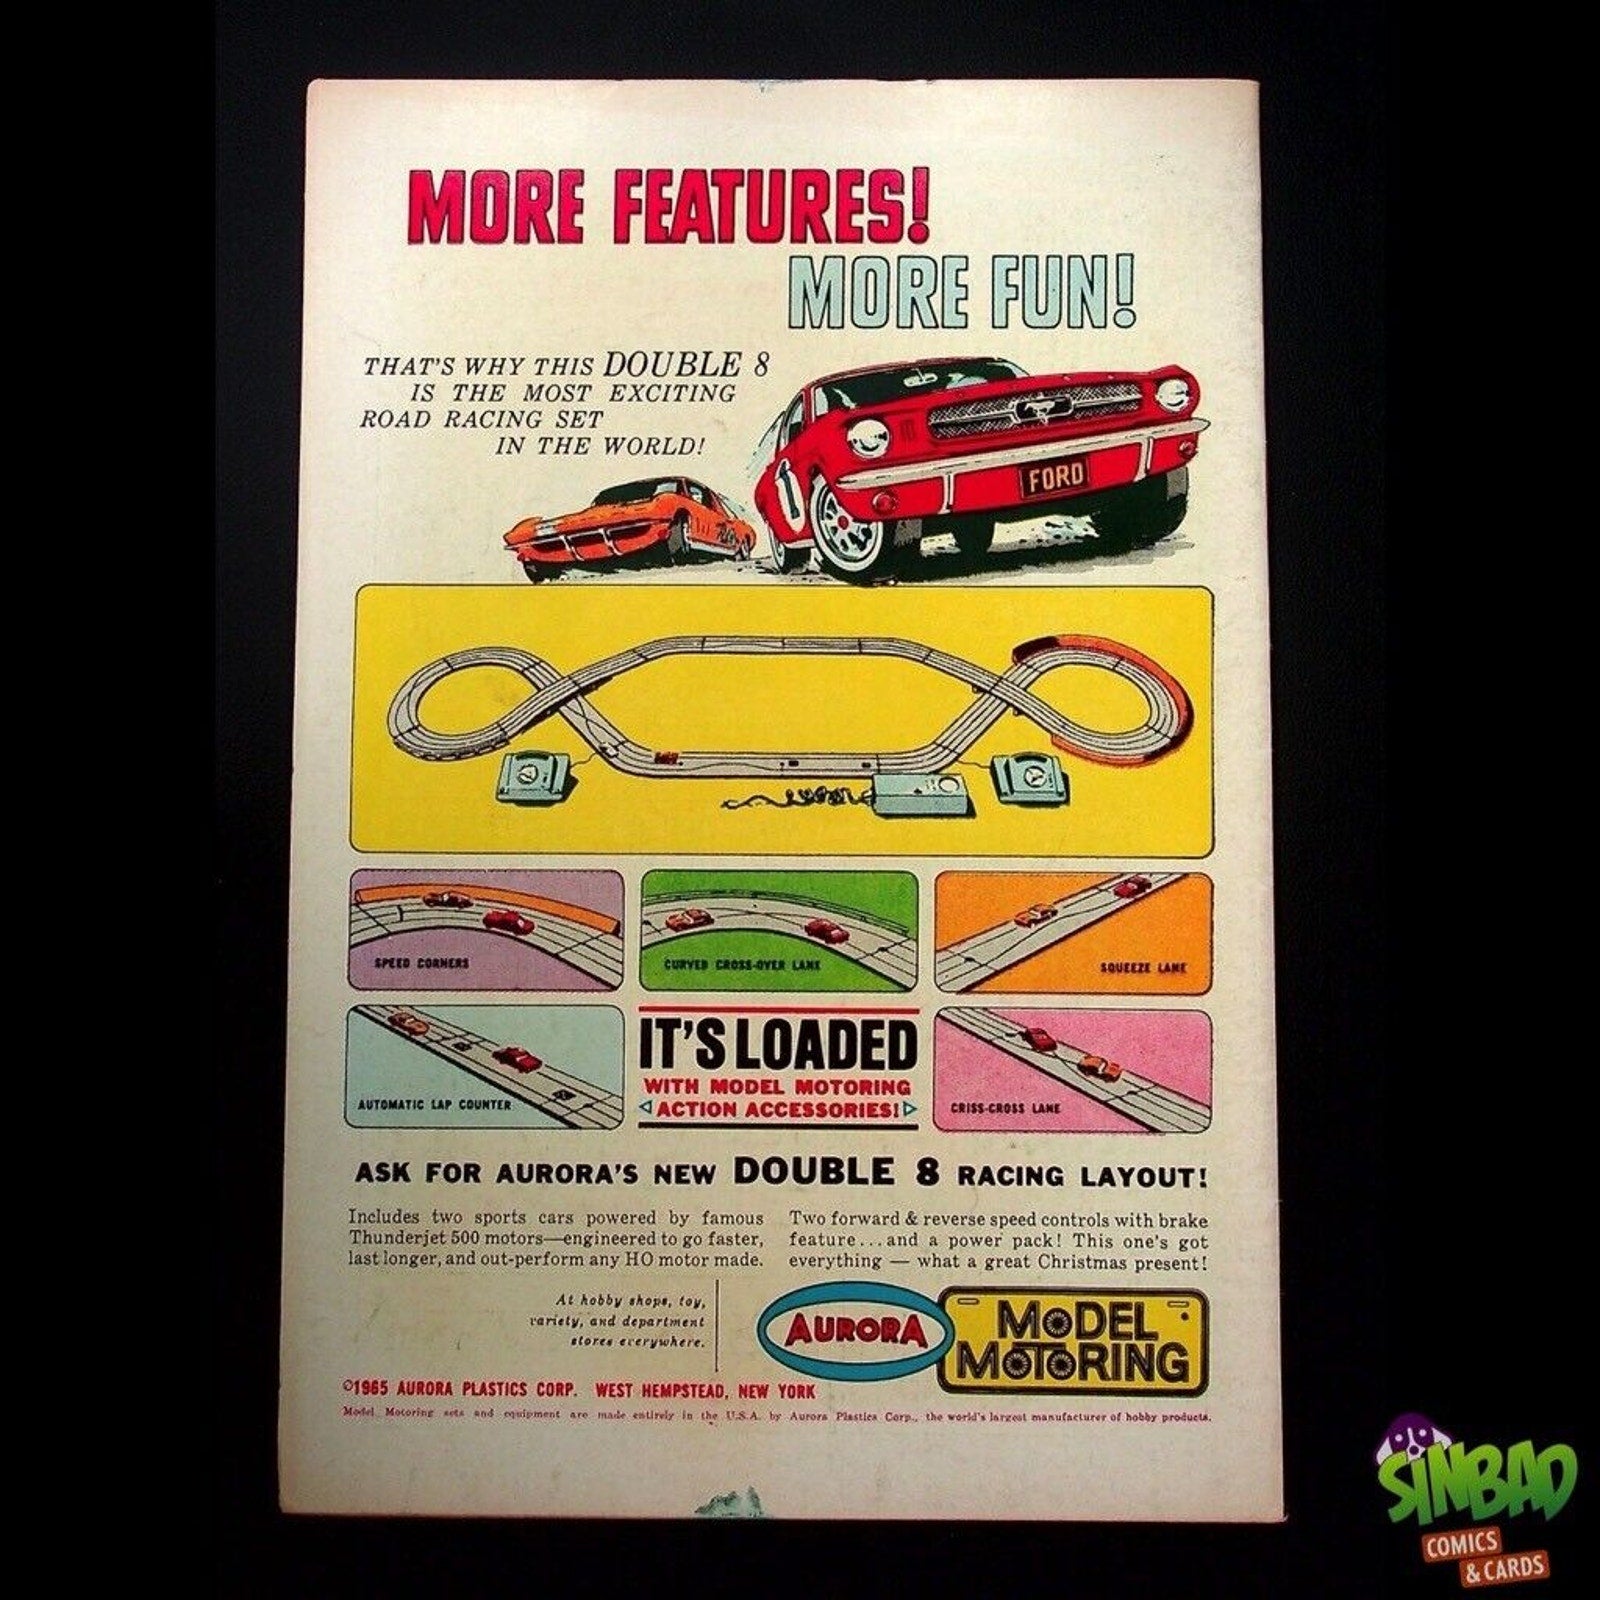 MORE FEATURES!
MORE FUN!
THAT'S WHY THIS DOUBLE 8
IS THE MOST EXCITING
ROAD RACING SET
IN THE WORLD!
FORD
SPEED CORNERS
CURVED CROSS-OVER LANE
SQUEEZE LANE
AUTOMATIC LAP COUNTER
IT'S LOADED
WITH MODEL MOTORING
ACTION ACCESSORIES!
CRISS-CROSS LANE
ASK FOR AURORA'S NEW DOUBLE 8 RACING LAYOUT!
Includes two sports cars powered by famous
Thunderjet 500 motors—engineered to go faster,
last longer, and out-perform any HO motor made.
Two forward & reverse speed controls with brake
feature...and a power pack! This one's got
everything — what a great Christmas present!
At hobby shops, toy,
variety, and department
stores everywhere.
AURORA
MODEL
MOTORING
©1965 AURORA PLASTICS CORP. WEST HEMPSTEAD, NEW YORK
Model Motoring sets and equipment are made entirely in the U.S.A. by Aurora Plastics Corp., the world's largest manufacturer of hobby products.
SINBAD
COMICS
& CARDS